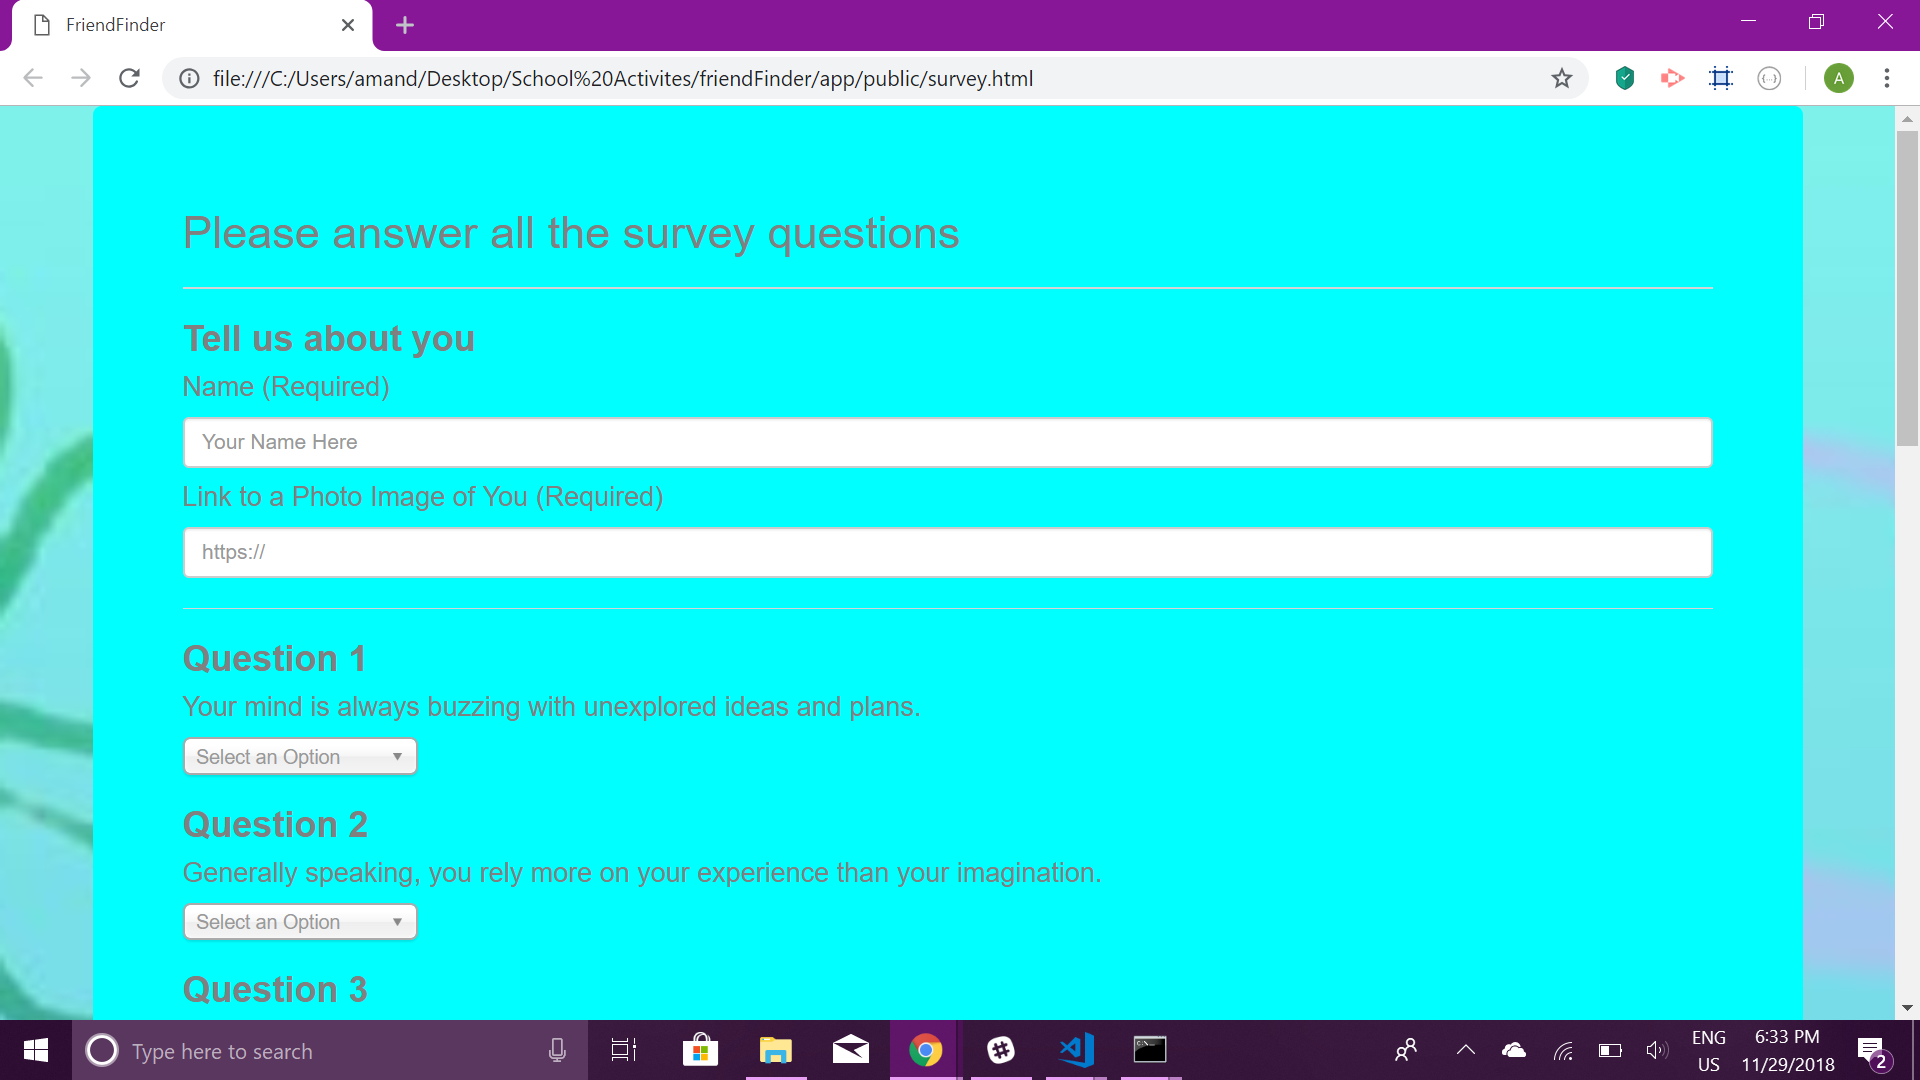 FriendFinder
file:///C:/Users/amand/Desktop/School%20Activites/friendFinder/app/public/survey.html
A
Please answer all the survey questions
Tell us about you
Name (Required)
Your Name Here
Link to a Photo Image of You (Required)
https://
Question 1
Your mind is always buzzing with unexplored ideas and plans.
Select an Option
Question 2
Generally speaking, you rely more on your experience than your imagination.
Select an Option
Question 3
Type here to search
ENG
US
6:33 PM
11/29/2018
2